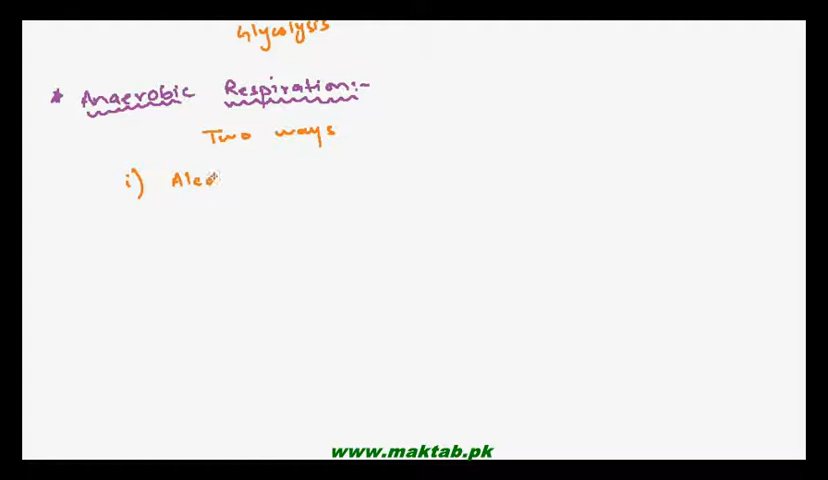 Glycolysis
* Anaerobic Respiration:-
Two ways
i) Alco
www.maktab.pk